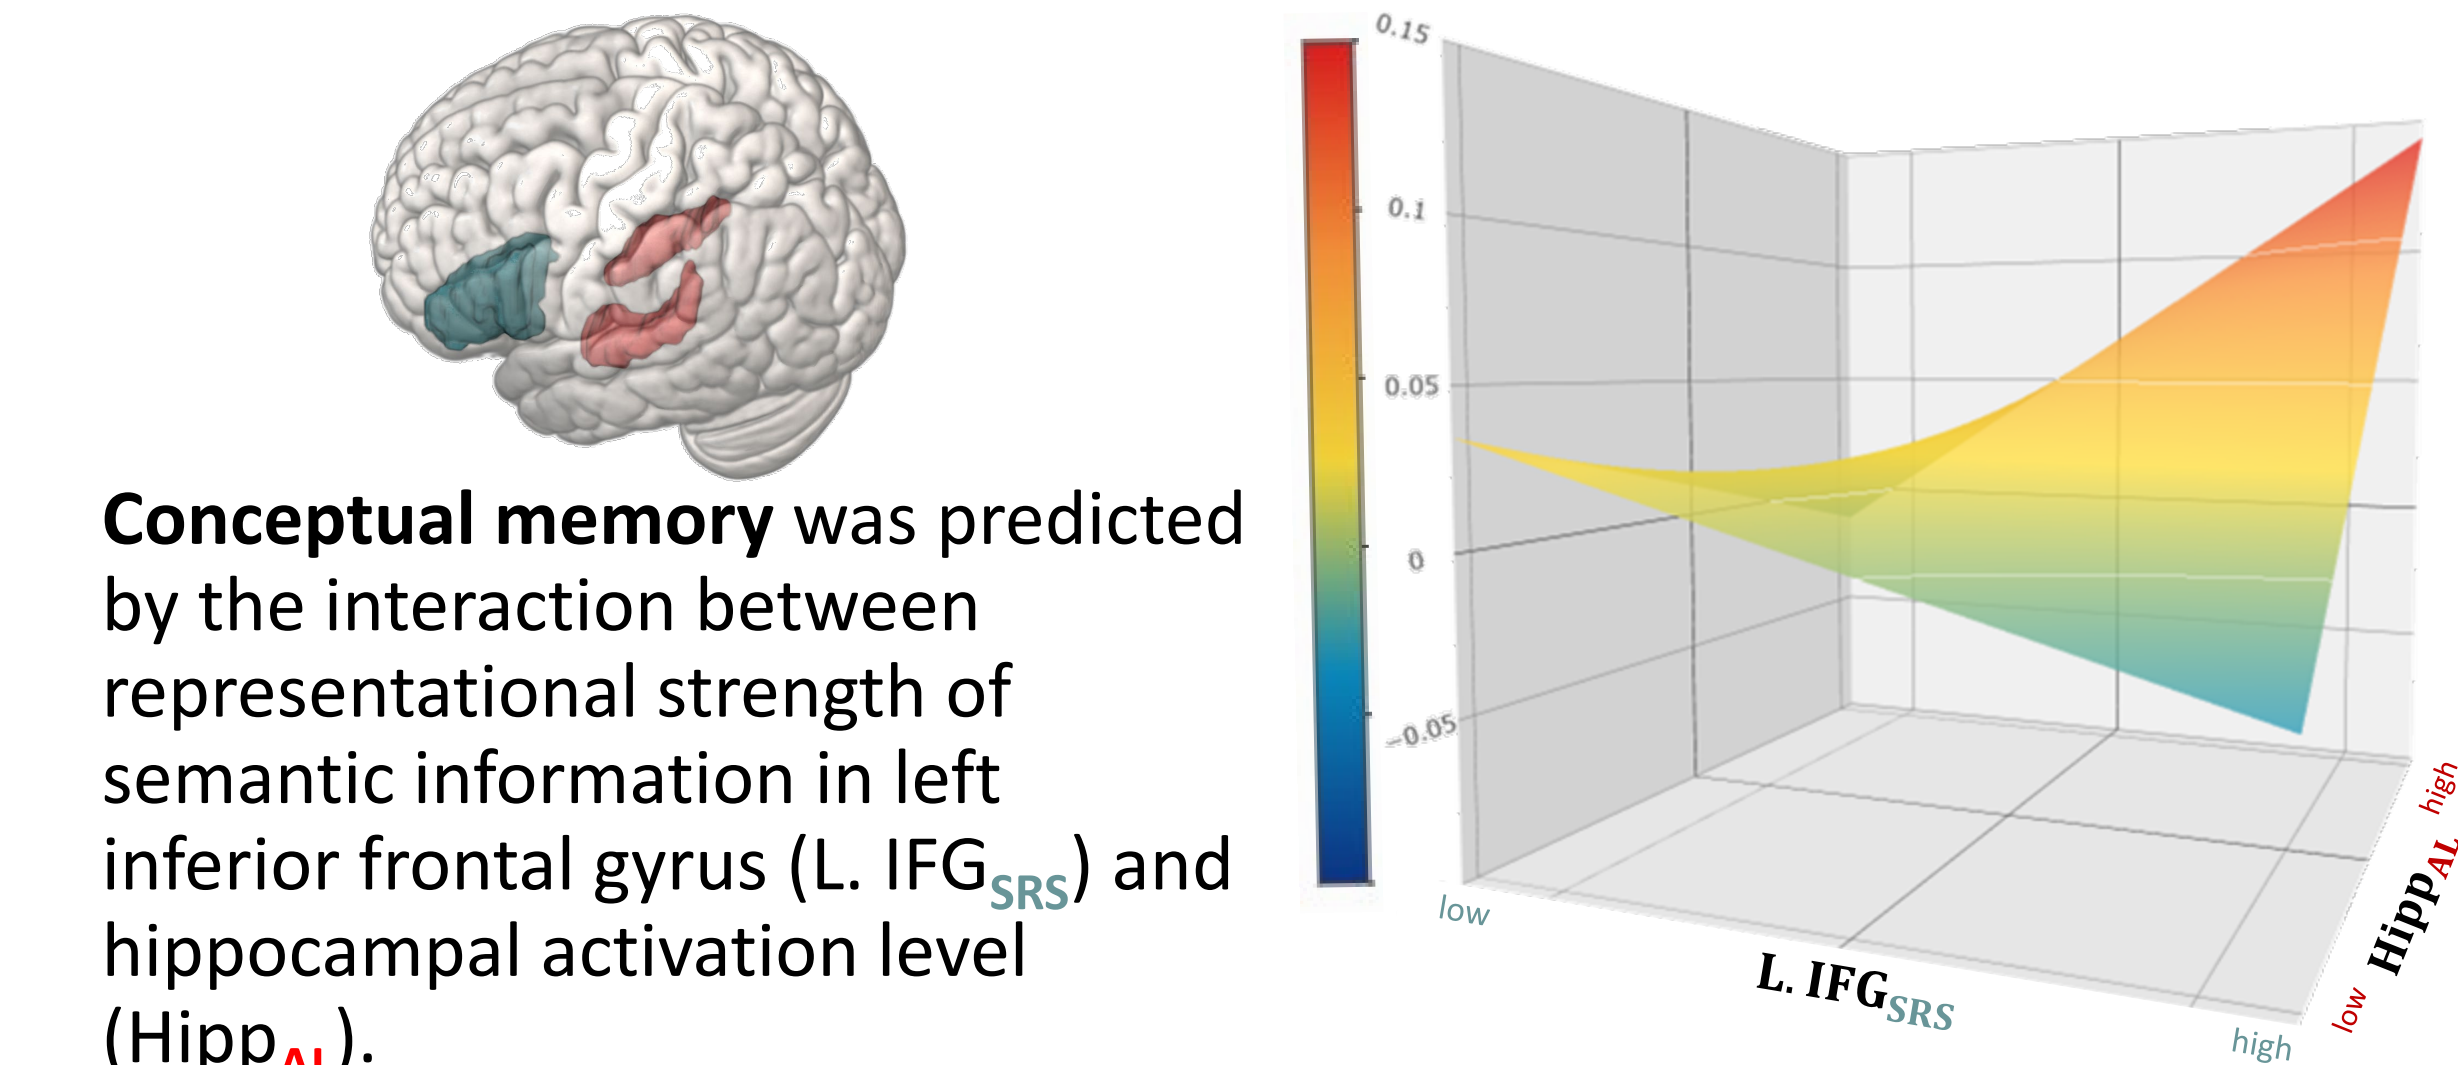 Conceptual memory was predicted
by the interaction between
representational strength of
semantic information in left
inferior frontal gyrus (L. IFGSRS) and
hippocampal activation level
(HippAL).
0.15
0.1
0.05
0
−0.05
low
L. IFGSRS
high
low
HippAL
high